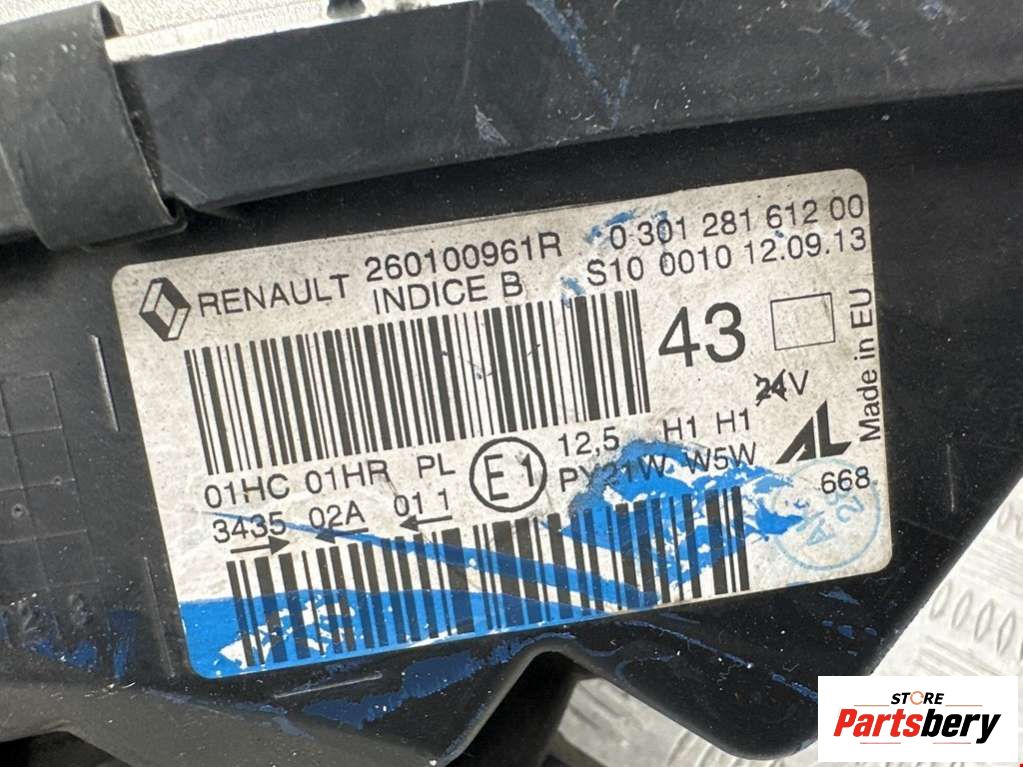 RENAULT 260100961R 0 301 281 612 00
INDICE B S10 0010 12.09.13
43
24V
Made in EU
01HC 01HR PL E1 12,5 H1 H1
3435 02A 01 1 PY21W W5W
AL
668
STORE
Partsbery